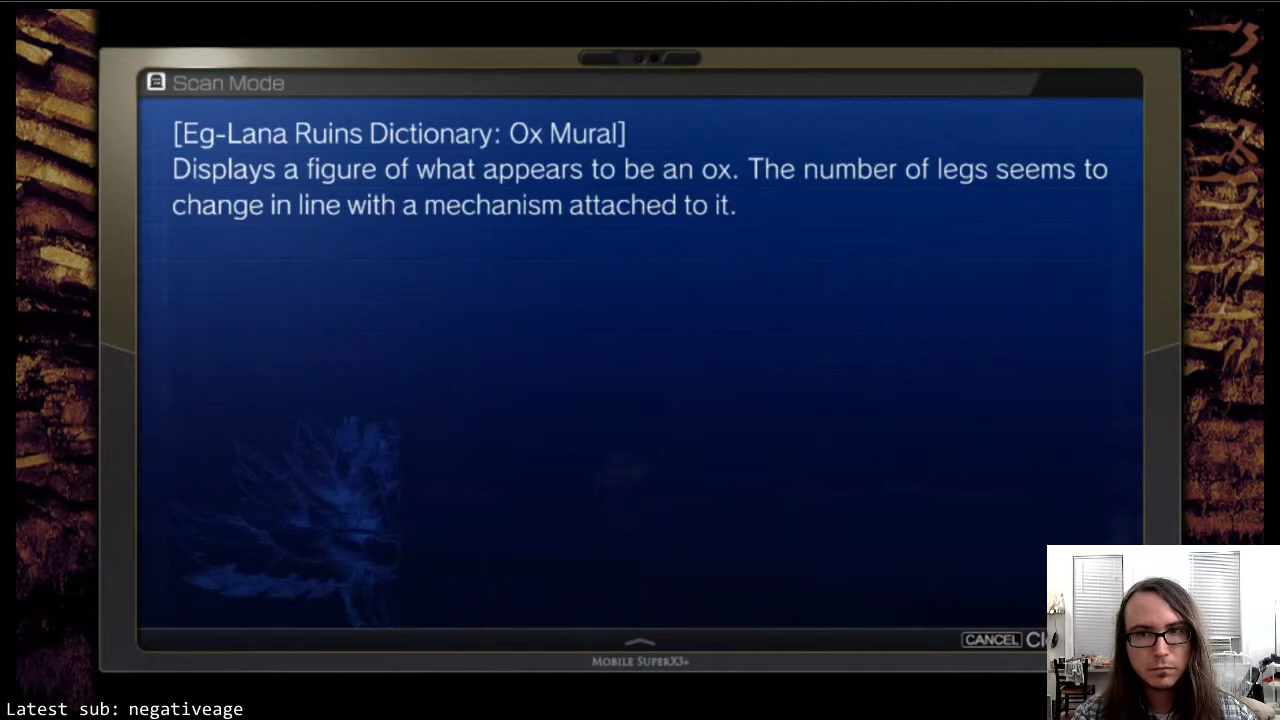 Scan Mode
[Eg-Lana Ruins Dictionary: Ox Mural]
Displays a figure of what appears to be an ox. The number of legs seems to
change in line with a mechanism attached to it.
CANCEL Cl
MOBILE SUPERX3+
Latest sub: negativeage